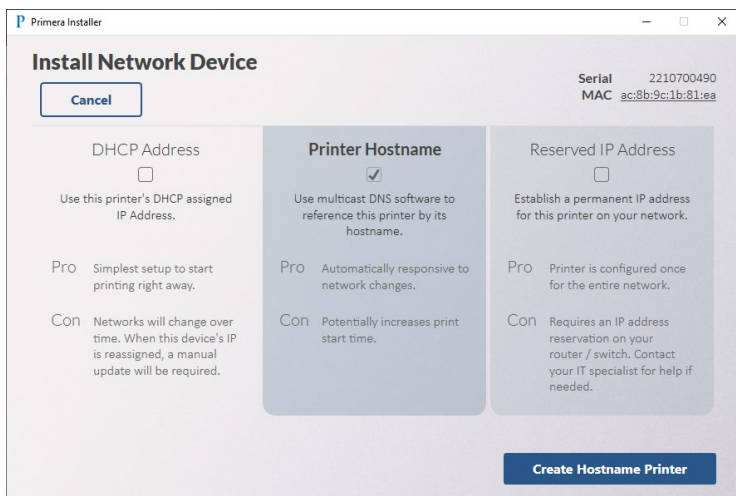 P Primera Installer
Install Network Device
Cancel
Serial 2210700490
MAC ac:8b:9c:1b:81:ea
DHCP Address
Use this printer's DHCP assigned
IP Address.
Pro Simplest setup to start
printing right away.
Con Networks will change over
time. When this device's IP
is reassigned, a manual
update will be required.
Printer Hostname
Use multicast DNS software to
reference this printer by its
hostname.
Pro Automatically responsive to
network changes.
Con Potentially increases print
start time.
Reserved IP Address
Establish a permanent IP address
for this printer on your network.
Pro Printer is configured once
for the entire network.
Con Requires an IP address
reservation on your
router / switch. Contact
your IT specialist for help if
needed.
Create Hostname Printer